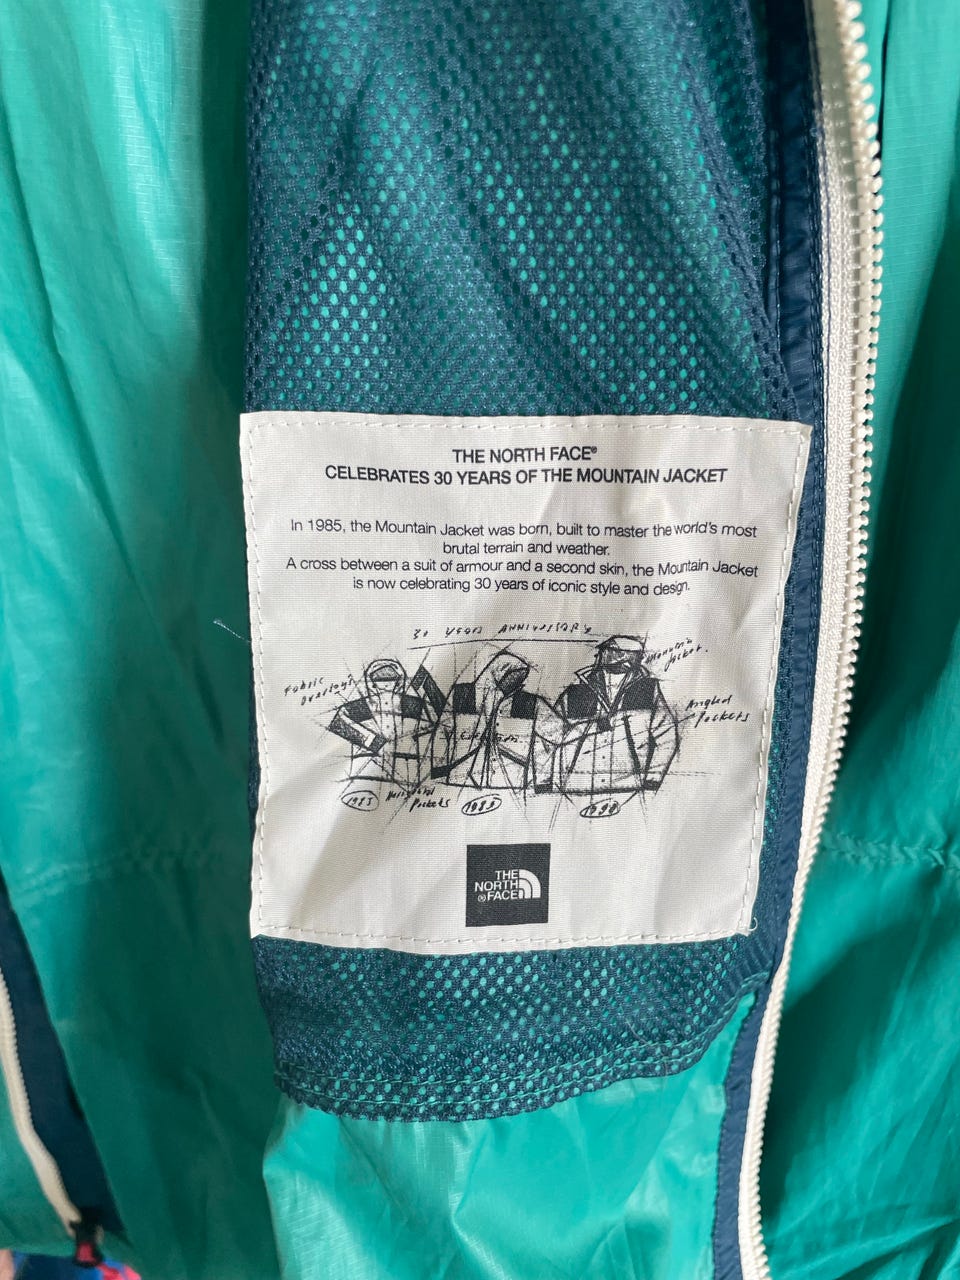 THE NORTH FACE®
CELEBRATES 30 YEARS OF THE MOUNTAIN JACKET
In 1985, the Mountain Jacket was born, built to master the world's most
brutal terrain and weather.
A cross between a suit of armour and a second skin, the Mountain Jacket
is now celebrating 30 years of iconic style and design.
30 YEARS ANNIVERSARY
Fabric
overlays
Mountain
Jacket.
Angled
Pockets
1985
Pockets
1988
1990
THE
NORTH
® FACE